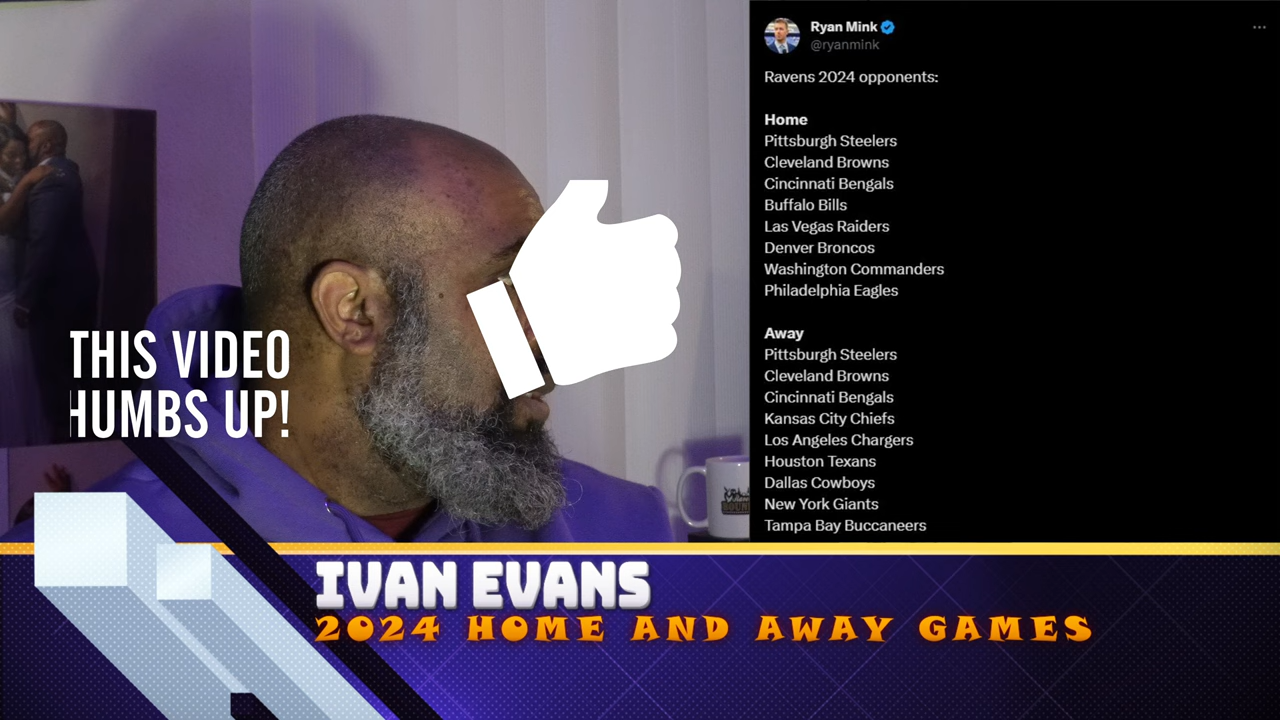 THIS VIDEO
HUMBS UP!
Ryan Mink
@ryanmink
Ravens 2024 opponents:
Home
Pittsburgh Steelers
Cleveland Browns
Cincinnati Bengals
Buffalo Bills
Las Vegas Raiders
Denver Broncos
Washington Commanders
Philadelphia Eagles
Away
Pittsburgh Steelers
Cleveland Browns
Cincinnati Bengals
Kansas City Chiefs
Los Angeles Chargers
Houston Texans
Dallas Cowboys
New York Giants
Tampa Bay Buccaneers
IVAN EVANS
2024 HOME AND AWAY GAMES